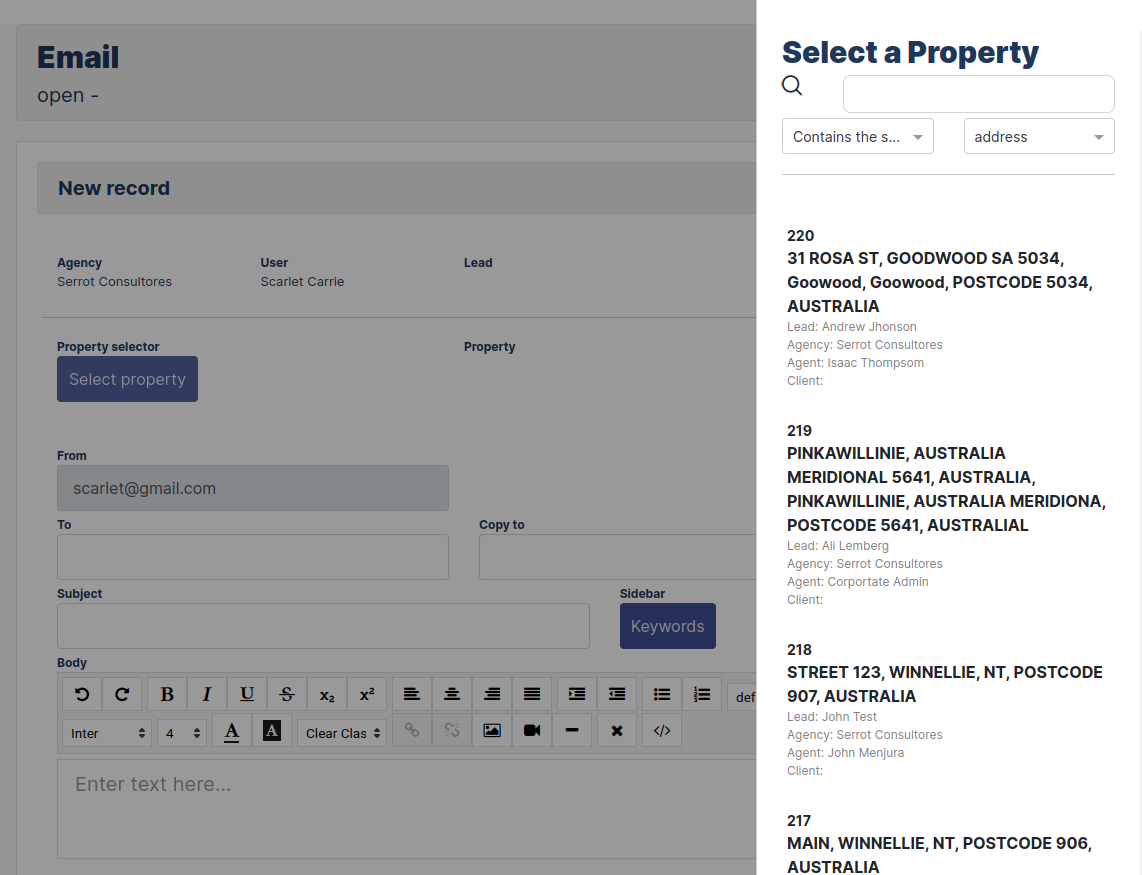 Email
open -
New record
Agency
User
Lead
Serrot Consultores
Scarlet Carrie
Property selector
Property
Select property
From
scarlet@gmail.com
To
Copy to
Subject
Sidebar
Keywords
Body
B I U S x₂ x²
def
Inter
4
A
A
Clear Clas
</>
Enter text here...
Select a Property
Contains the s...
address
220
31 ROSA ST, GOODWOOD SA 5034,
Goowood, Goowood, POSTCODE 5034,
AUSTRALIA
Lead: Andrew Jhonson
Agency: Serrot Consultores
Agent: Isaac Thompsom
Client:
219
PINKAWILLINIE, AUSTRALIA
MERIDIONAL 5641, AUSTRALIA,
PINKAWILLINIE, AUSTRALIA MERIDIONA,
POSTCODE 5641, AUSTRALIAL
Lead: Ali Lemberg
Agency: Serrot Consultores
Agent: Corportate Admin
Client:
218
STREET 123, WINNELLIE, NT, POSTCODE
907, AUSTRALIA
Lead: John Test
Agency: Serrot Consultores
Agent: John Menjura
Client:
217
MAIN, WINNELLIE, NT, POSTCODE 906,
AUSTRALIA